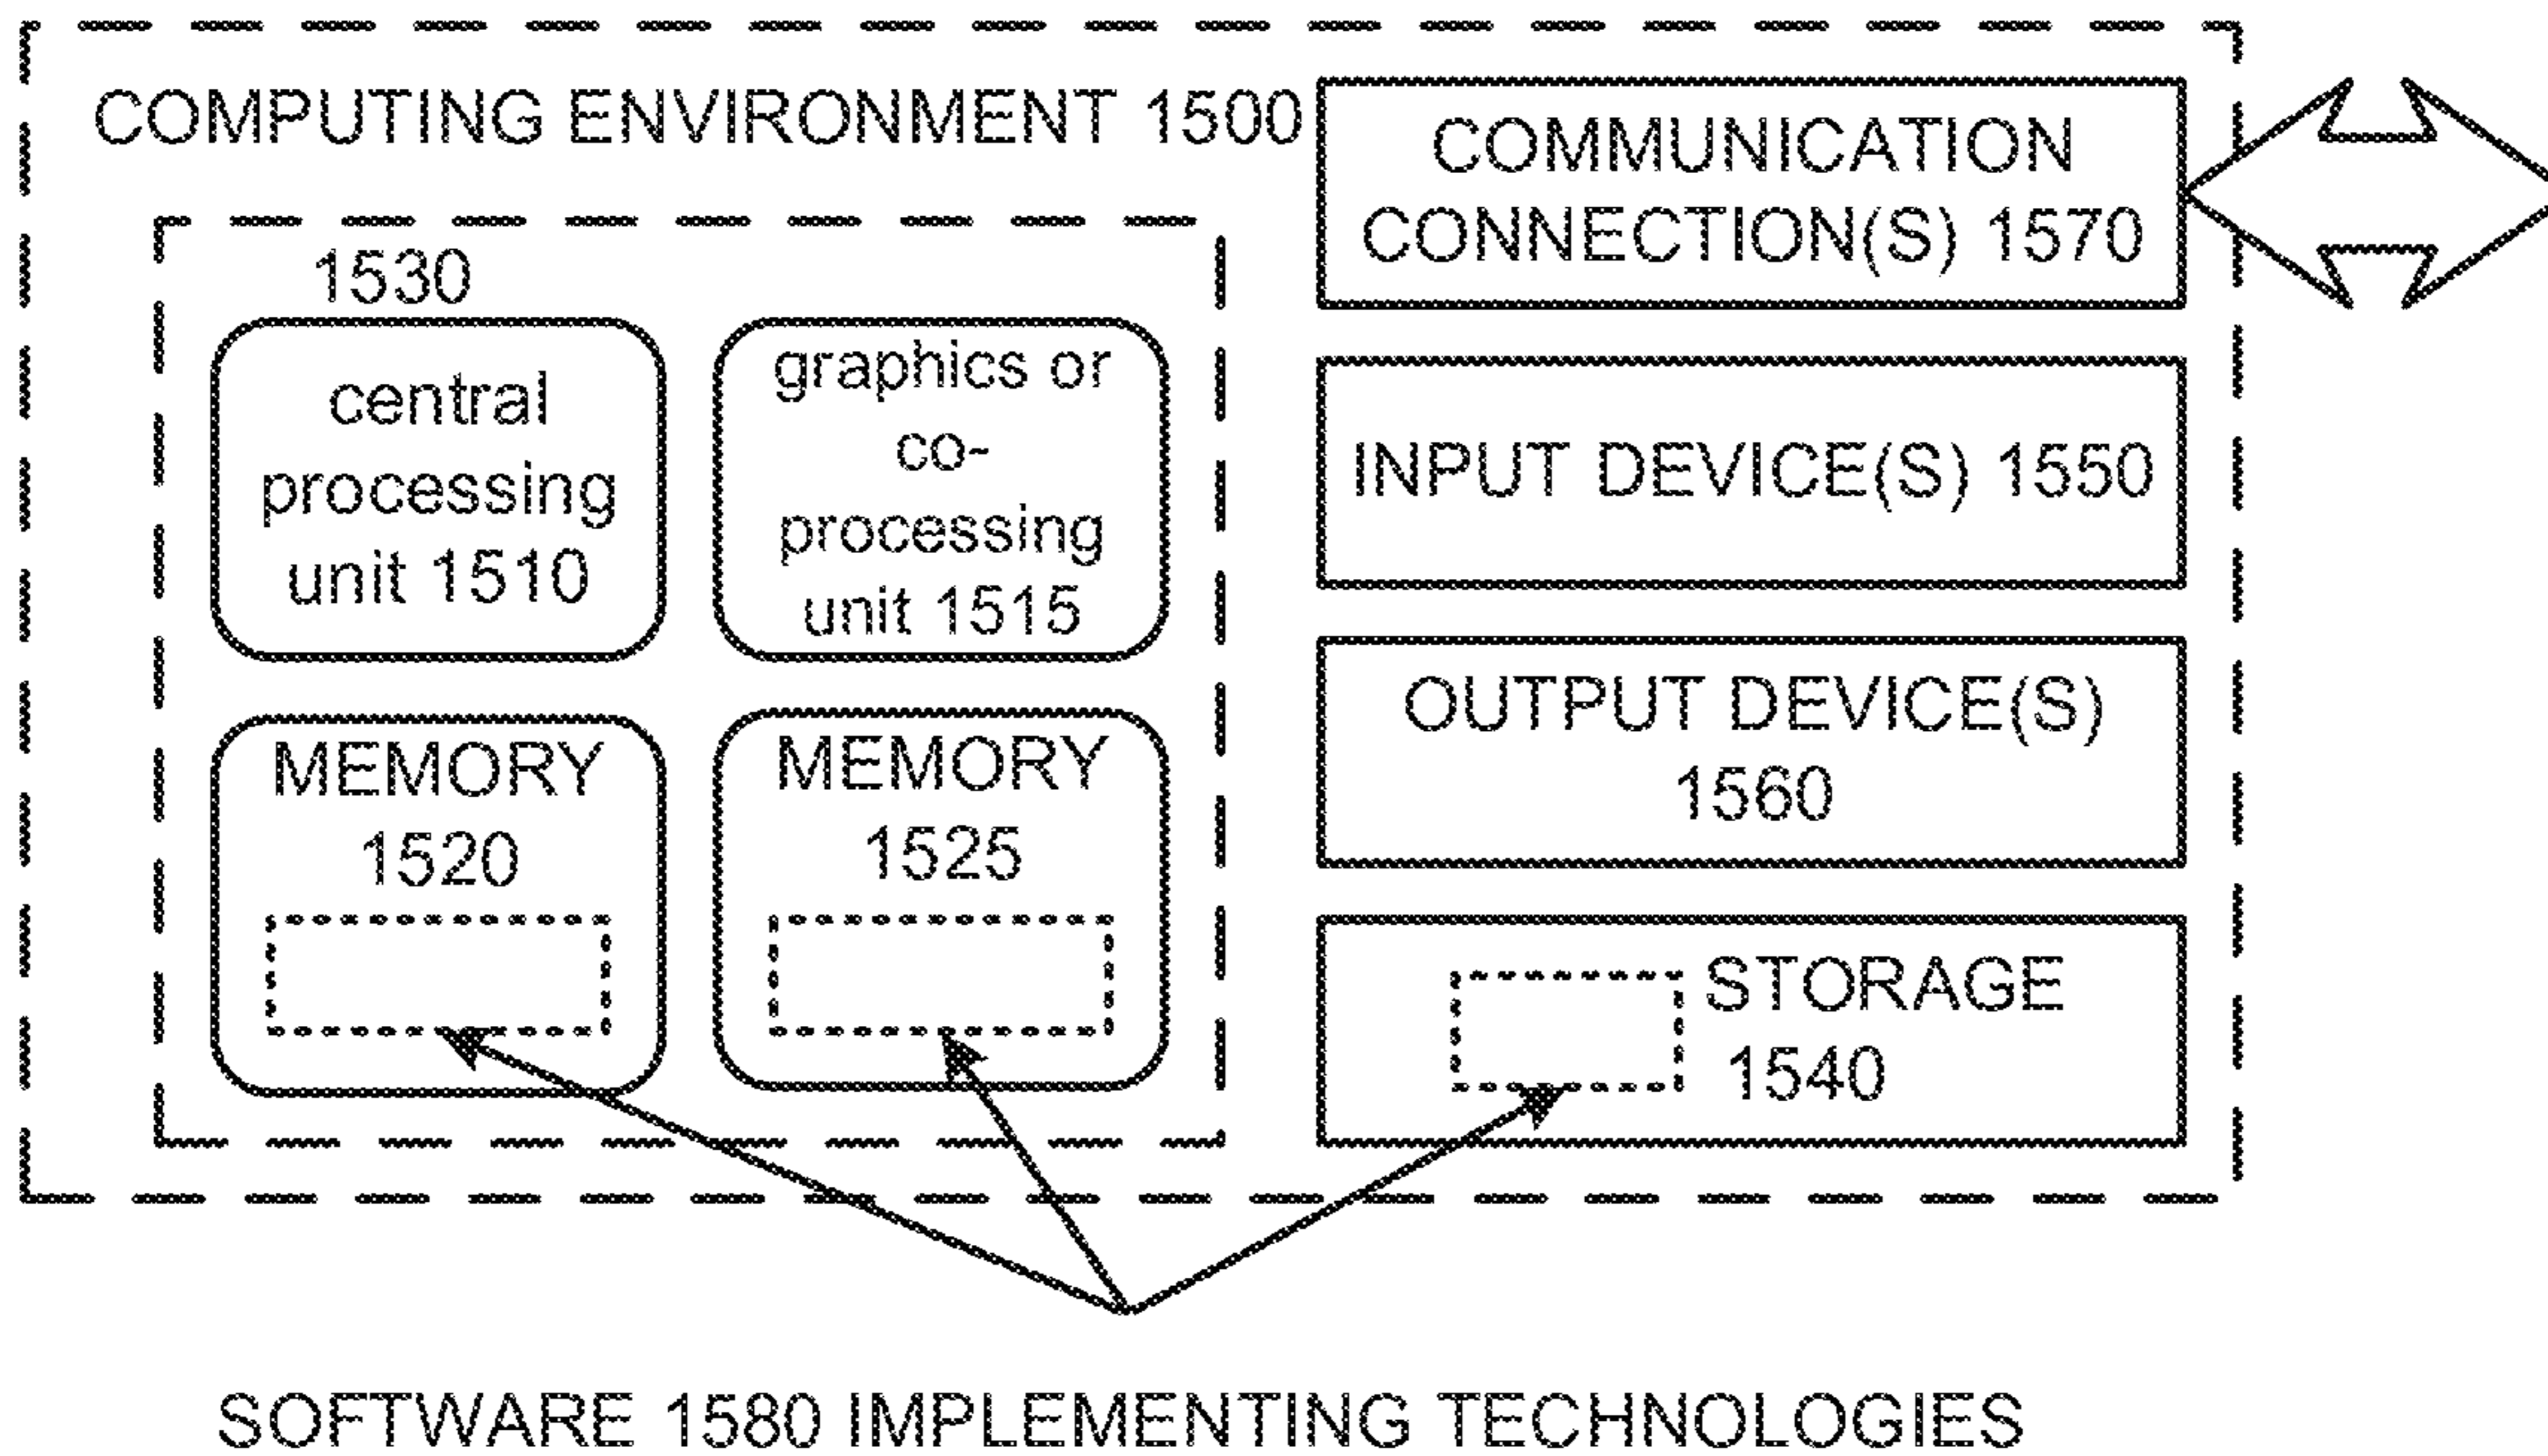 COMPUTING ENVIRONMENT 1500
1530
central
processing
unit 1510
graphics or
co-
processing
unit 1515
MEMORY
1520
MEMORY
1525
COMMUNICATION
CONNECTION(S) 1570
INPUT DEVICE(S) 1550
OUTPUT DEVICE(S)
1560
STORAGE
1540
SOFTWARE 1580 IMPLEMENTING TECHNOLOGIES